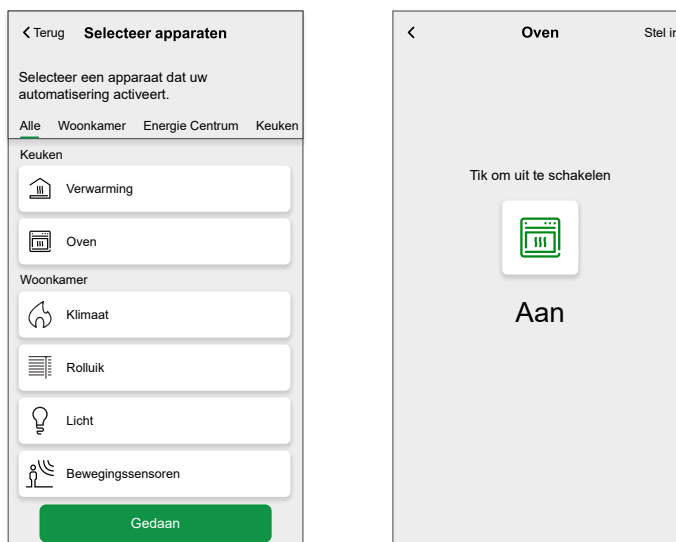 Terug Selecteer apparaten
Selecteer een apparaat dat uw
automatisering activeert.
Alle Woonkamer Energie Centrum Keuken
Keuken
Verwarming
Oven
Woonkamer
Klimaat
Rolluik
Licht
Bewegingssensoren
Gedaan
Oven Stel in
Tik om uit te schakelen
Aan